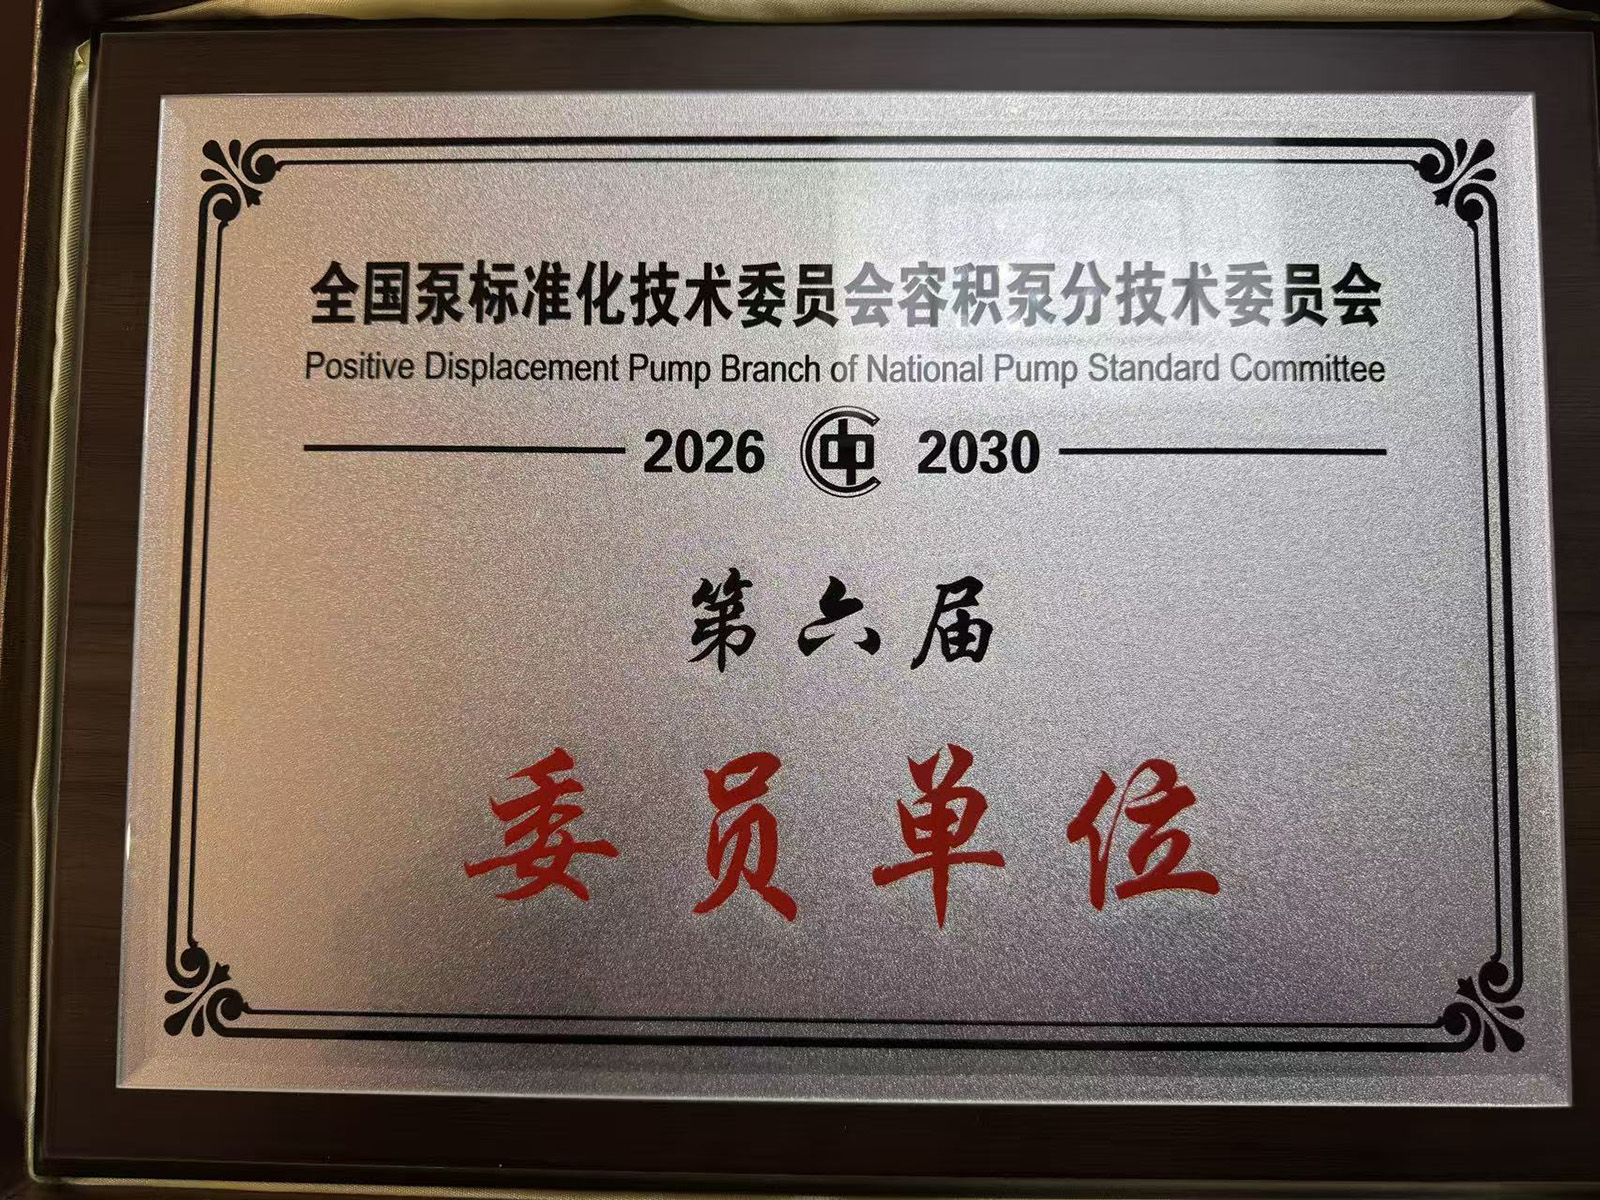 全国泵标准化技术委员会容积泵分技术委员会
Positive Displacement Pump Branch of National Pump Standard Committee
2026 中 2030
第六届
委员单位